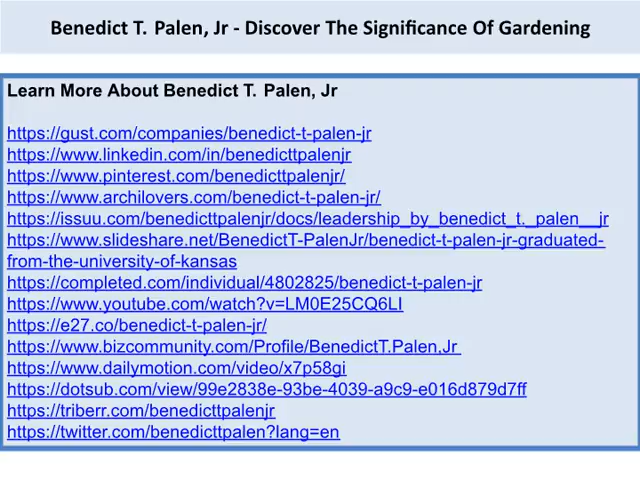 Benedict T. Palen, Jr - Discover The Significance Of Gardening
Learn More About Benedict T. Palen, Jr
https://gust.com/companies/benedict-t-palen-jr
https://www.linkedin.com/in/benedicttpalenjr
https://www.pinterest.com/benedicttpalenjr/
https://www.archilovers.com/benedict-t-palen-jr/
https://issuu.com/benedicttpalenjr/docs/leadership_by_benedict_t._palen__jr
https://www.slideshare.net/BenedictT-PalenJr/benedict-t-palen-jr-graduated-
from-the-university-of-kansas
https://completed.com/individual/4802825/benedict-t-palen-jr
https://www.youtube.com/watch?v=LM0E25CQ6LI
https://e27.co/benedict-t-palen-jr/
https://www.bizcommunity.com/Profile/BenedictT.Palen,Jr
https://www.dailymotion.com/video/x7p58gi
https://dotsub.com/view/99e2838e-93be-4039-a9c9-e016d879d7ff
https://triberr.com/benedicttpalenjr
https://twitter.com/benedicttpalen?lang=en